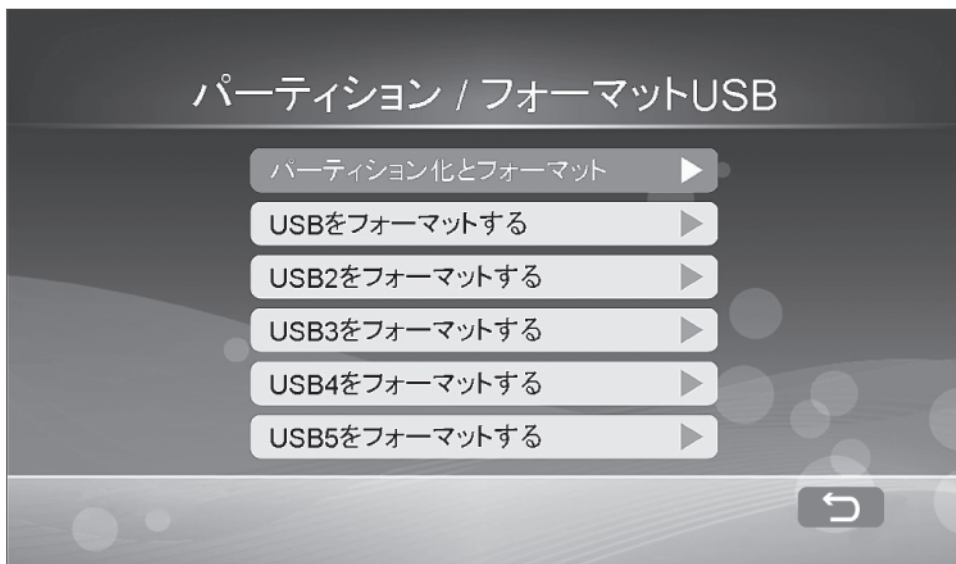 パーティション / フォーマットUSB
パーティション化とフォーマット
USBをフォーマットする
USB2をフォーマットする
USB3をフォーマットする
USB4をフォーマットする
USB5をフォーマットする